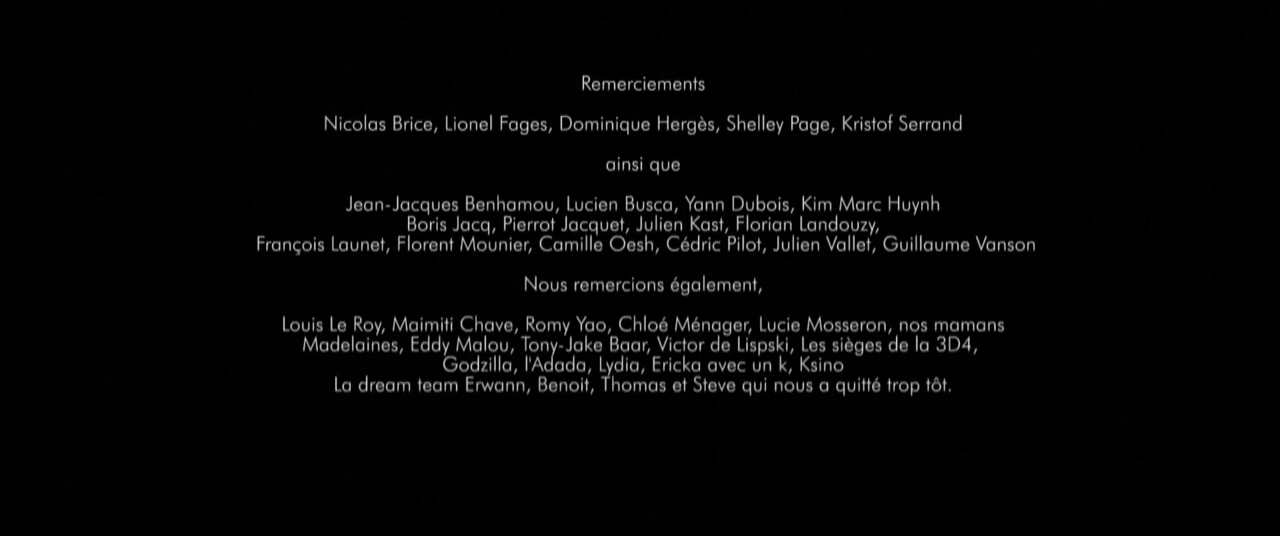 Remerciements
Nicolas Brice, Lionel Fages, Dominique Hergès, Shelley Page, Kristof Serrand
ainsi que
Jean-Jacques Benhamou, Lucien Busca, Yann Dubois, Kim Marc Huynh
Boris Jacq, Pierrot Jacquet, Julien Kast, Florian Landouzy,
François Launet, Florent Mounier, Camille Oesh, Cédric Pilot, Julien Vallet, Guillaume Vanson
Nous remercions également,
Louis Le Roy, Maimiti Chave, Romy Yao, Chloé Ménager, Lucie Mosseron, nos mamans
Madelaines, Eddy Malou, Tony-Jake Baar, Victor de Lispski, Les sièges de la 3D4,
Godzilla, l'Adada, Lydia, Ericka avec un k, Ksino
La dream team Erwann, Benoit, Thomas et Steve qui nous a quitté trop tôt.